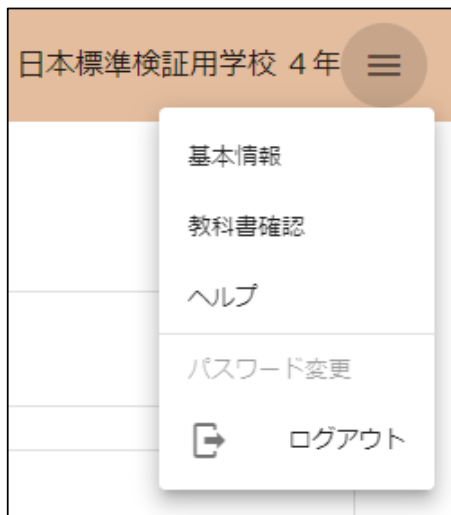 日本標準検証用学校 4年
基本情報
教科書確認
ヘルプ
パスワード変更
ログアウト